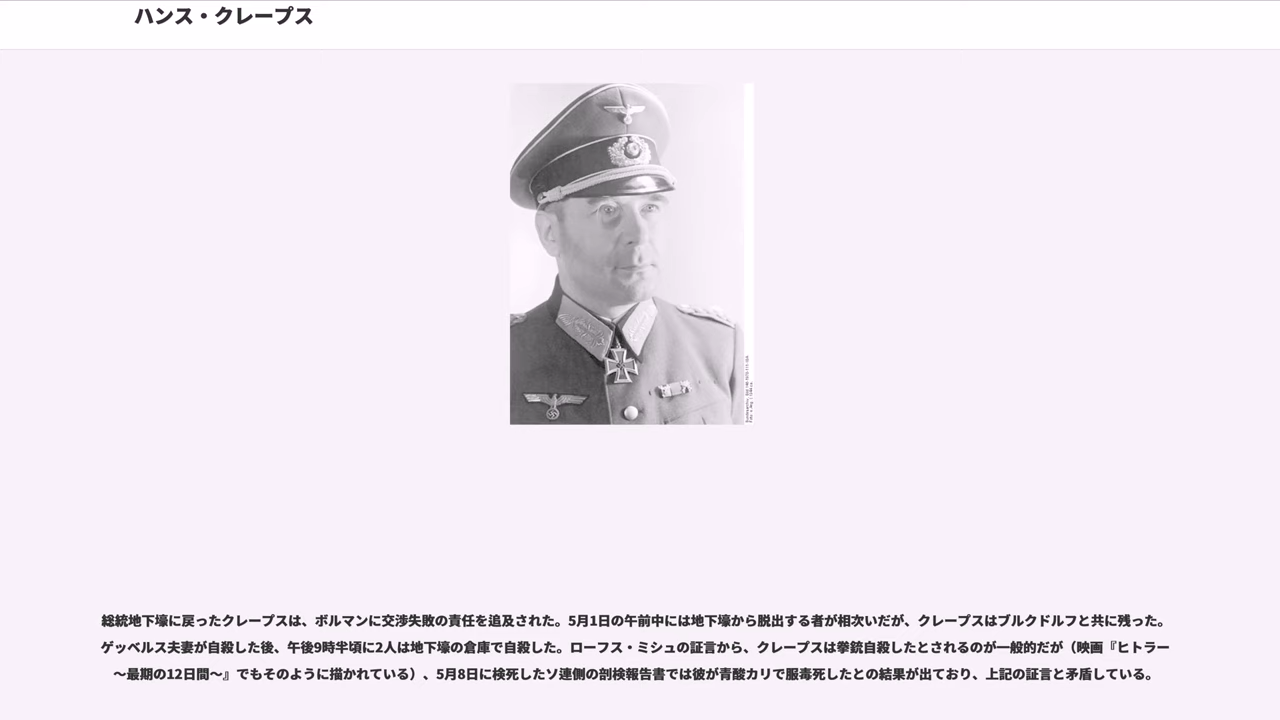 ハンス・クレープス
総統地下壕に戻ったクレープスは、ボルマンに交渉失敗の責任を追及された。5月1日の午前中には地下壕から脱出する者が相次いだが、クレープスはブルクドルフと共に残った。
ゲッベルス夫妻が自殺した後、午後9時半頃に2人は地下壕の倉庫で自殺した。ローフス・ミシュの証言から、クレープスは拳銃自殺したとされるのが一般的だが（映画『ヒトラー
〜最期の12日間〜』でもそのように描かれている）、5月8日に検死したソ連側の剖検報告書では彼が青酸カリで服毒死したとの結果が出ており、上記の証言と矛盾している。